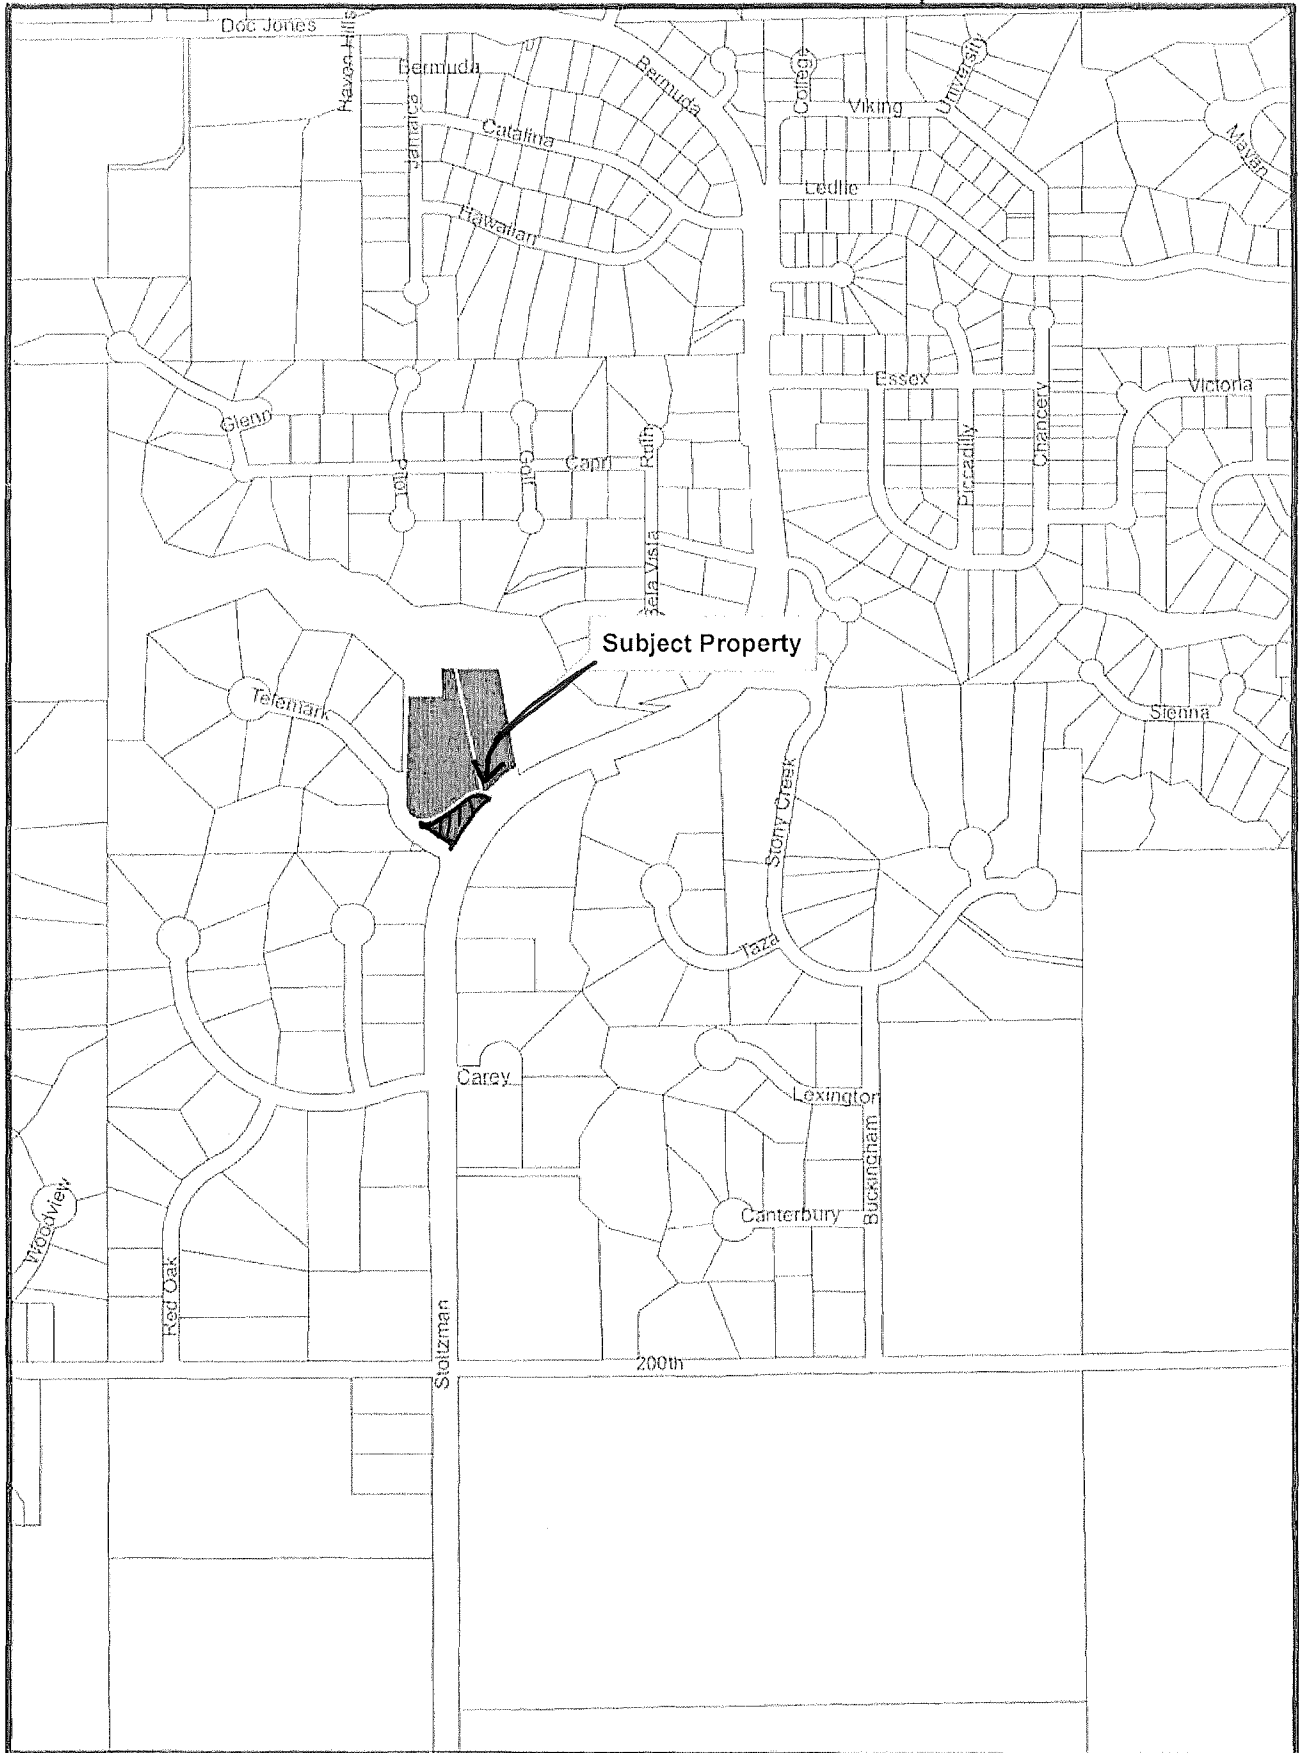 Doc Jones
Raven Hills
Bermuda
Bermuda
College
University
Viking
Jamaica
Catalina
Mayan
Ledlie
Hawaiian
Essex
Victoria
Chancery
Glenn
Piccadilly
Ruth
Capri
Golf
Bela Vista
Subject Property
Telemark
Sienna
Stony Creek
Taza
Carey
Lexington
Buckingham
Woodview
Canterbury
Red Oak
Stoltzman
200th